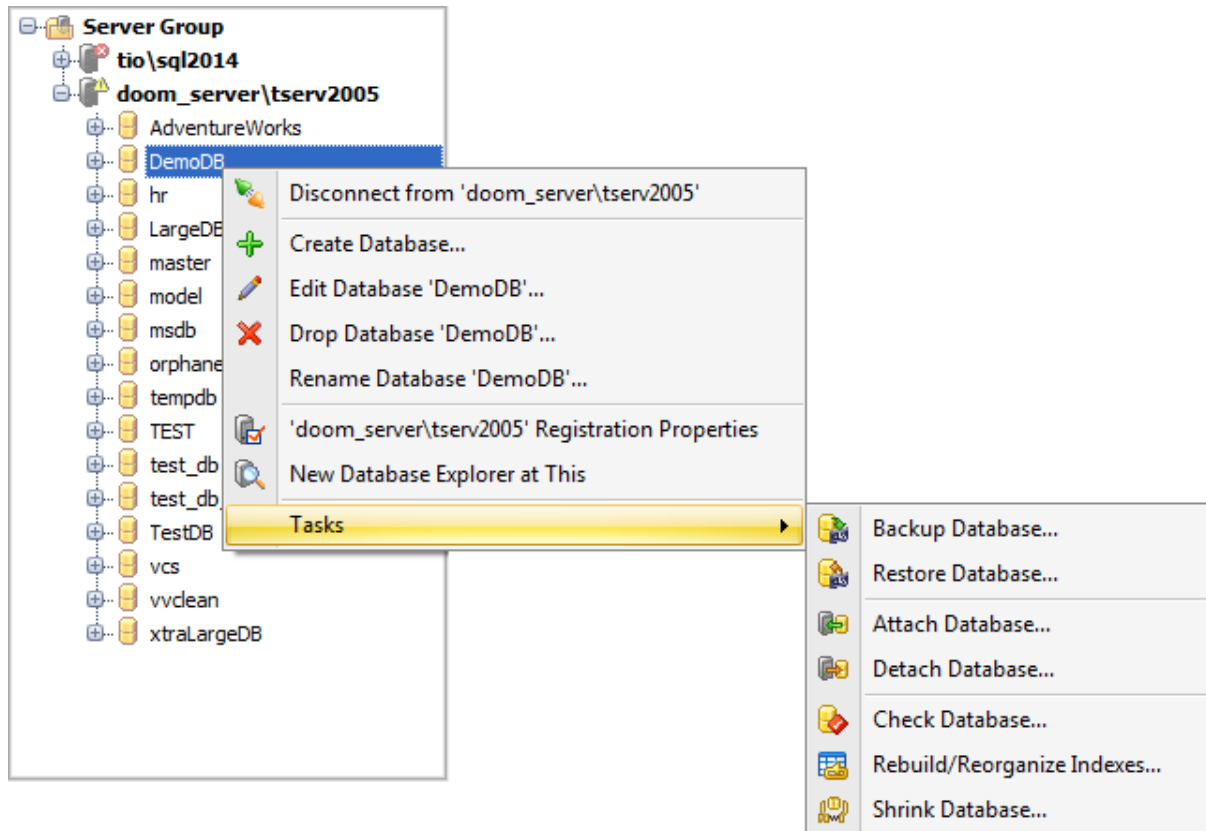 Server Group
tio\sql2014
doom_server\tserv2005
AdventureWorks
DemoDB
hr
LargeDB
master
model
msdb
orphane
tempdb
TEST
test_db
test_db_
TestDB
vcs
vvclean
xtraLargeDB
Disconnect from 'doom_server\tserv2005'
Create Database...
Edit Database 'DemoDB'...
Drop Database 'DemoDB'...
Rename Database 'DemoDB'...
'doom_server\tserv2005' Registration Properties
New Database Explorer at This
Tasks
Backup Database...
Restore Database...
Attach Database...
Detach Database...
Check Database...
Rebuild/Reorganize Indexes...
Shrink Database...